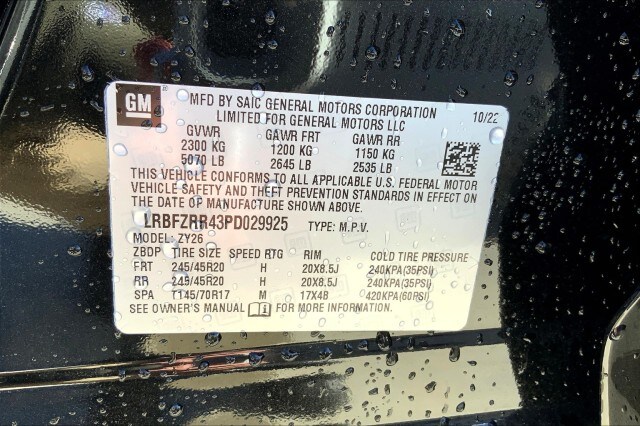 GM
MFD BY SAIC GENERAL MOTORS CORPORATION 10/22
LIMITED FOR GENERAL MOTORS LLC
GVWR GAWR FRT GAWR RR
2300 KG 1200 KG 1150 KG
5070 LB 2645 LB 2535 LB
THIS VEHICLE CONFORMS TO ALL APPLICABLE U.S. FEDERAL MOTOR
VEHICLE SAFETY AND THEFT PREVENTION STANDARDS IN EFFECT ON
THE DATE OF MANUFACTURE SHOWN ABOVE.
LRBFZRR43PD029925 TYPE: M.P.V.
MODEL: ZY26
ZBDP TIRE SIZE SPEED RTG RIM COLD TIRE PRESSURE
FRT 245/45R20 H 20X8.5J 240KPA(35PSI)
RR 245/45R20 H 20X8.5J 240KPA(35PSI)
SPA T145/70R17 M 17X4B 420KPA(60PSI)
SEE OWNER'S MANUAL FOR MORE INFORMATION.